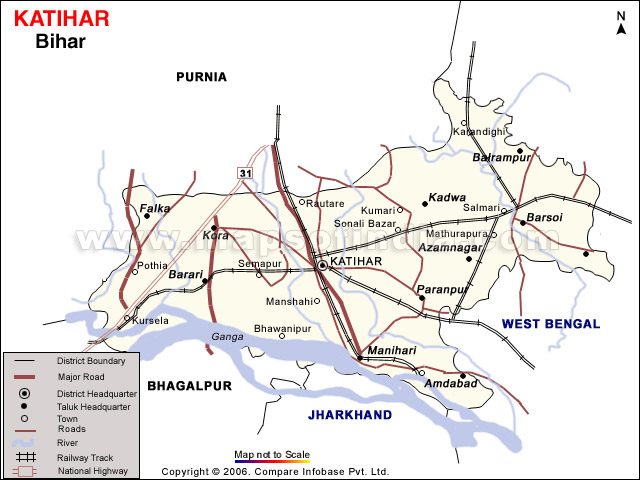 KATIHAR
Bihar
N
PURNIA
Karandighi
Balrampur
31
Falka
Rautare
Kadwa
Kumari
Salmari
Sonali Bazar
Barsoi
Kora
Mathurapura
www.mapsofindia.com
Azamnagar
Pothia
Semapur
KATIHAR
Barari
Paranpur
Manshahi
Kursela
WEST BENGAL
Bhawanipur
Ganga
Manihari
Amdabad
BHAGALPUR
JHARKHAND
District Boundary
Major Road
District Headquarter
Taluk Headquarter
Town
Roads
River
Railway Track
National Highway
Map not to Scale
Copyright © 2006. Compare Infobase Pvt. Ltd.